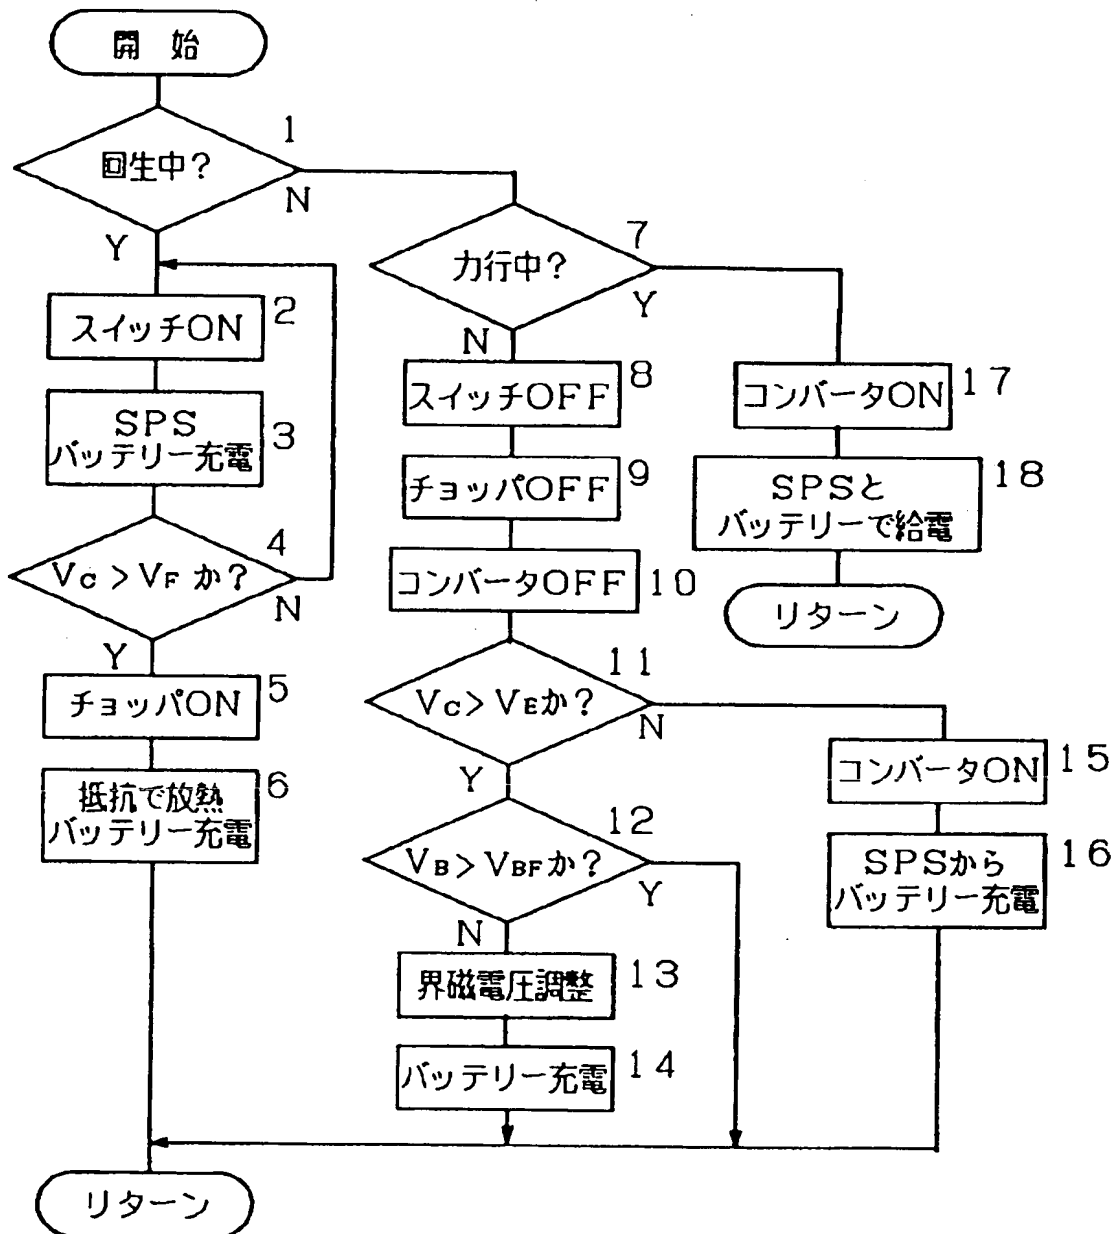 開始
1
回生中？
N
Y
2
スイッチON
3
SPS
バッテリー充電
4
VC＞VFか？
N
Y
5
チョッパON
6
抵抗で放熱
バッテリー充電
リターン
7
力行中？
Y
N
8
スイッチOFF
9
チョッパOFF
コンバータOFF
10
11
VC＞VEか？
N
Y
12
VB＞VBFか？
Y
N
界磁電圧調整
13
バッテリー充電
14
コンバータON
15
SPSから
バッテリー充電
16
コンバータON
17
SPSと
バッテリーで給電
18
リターン